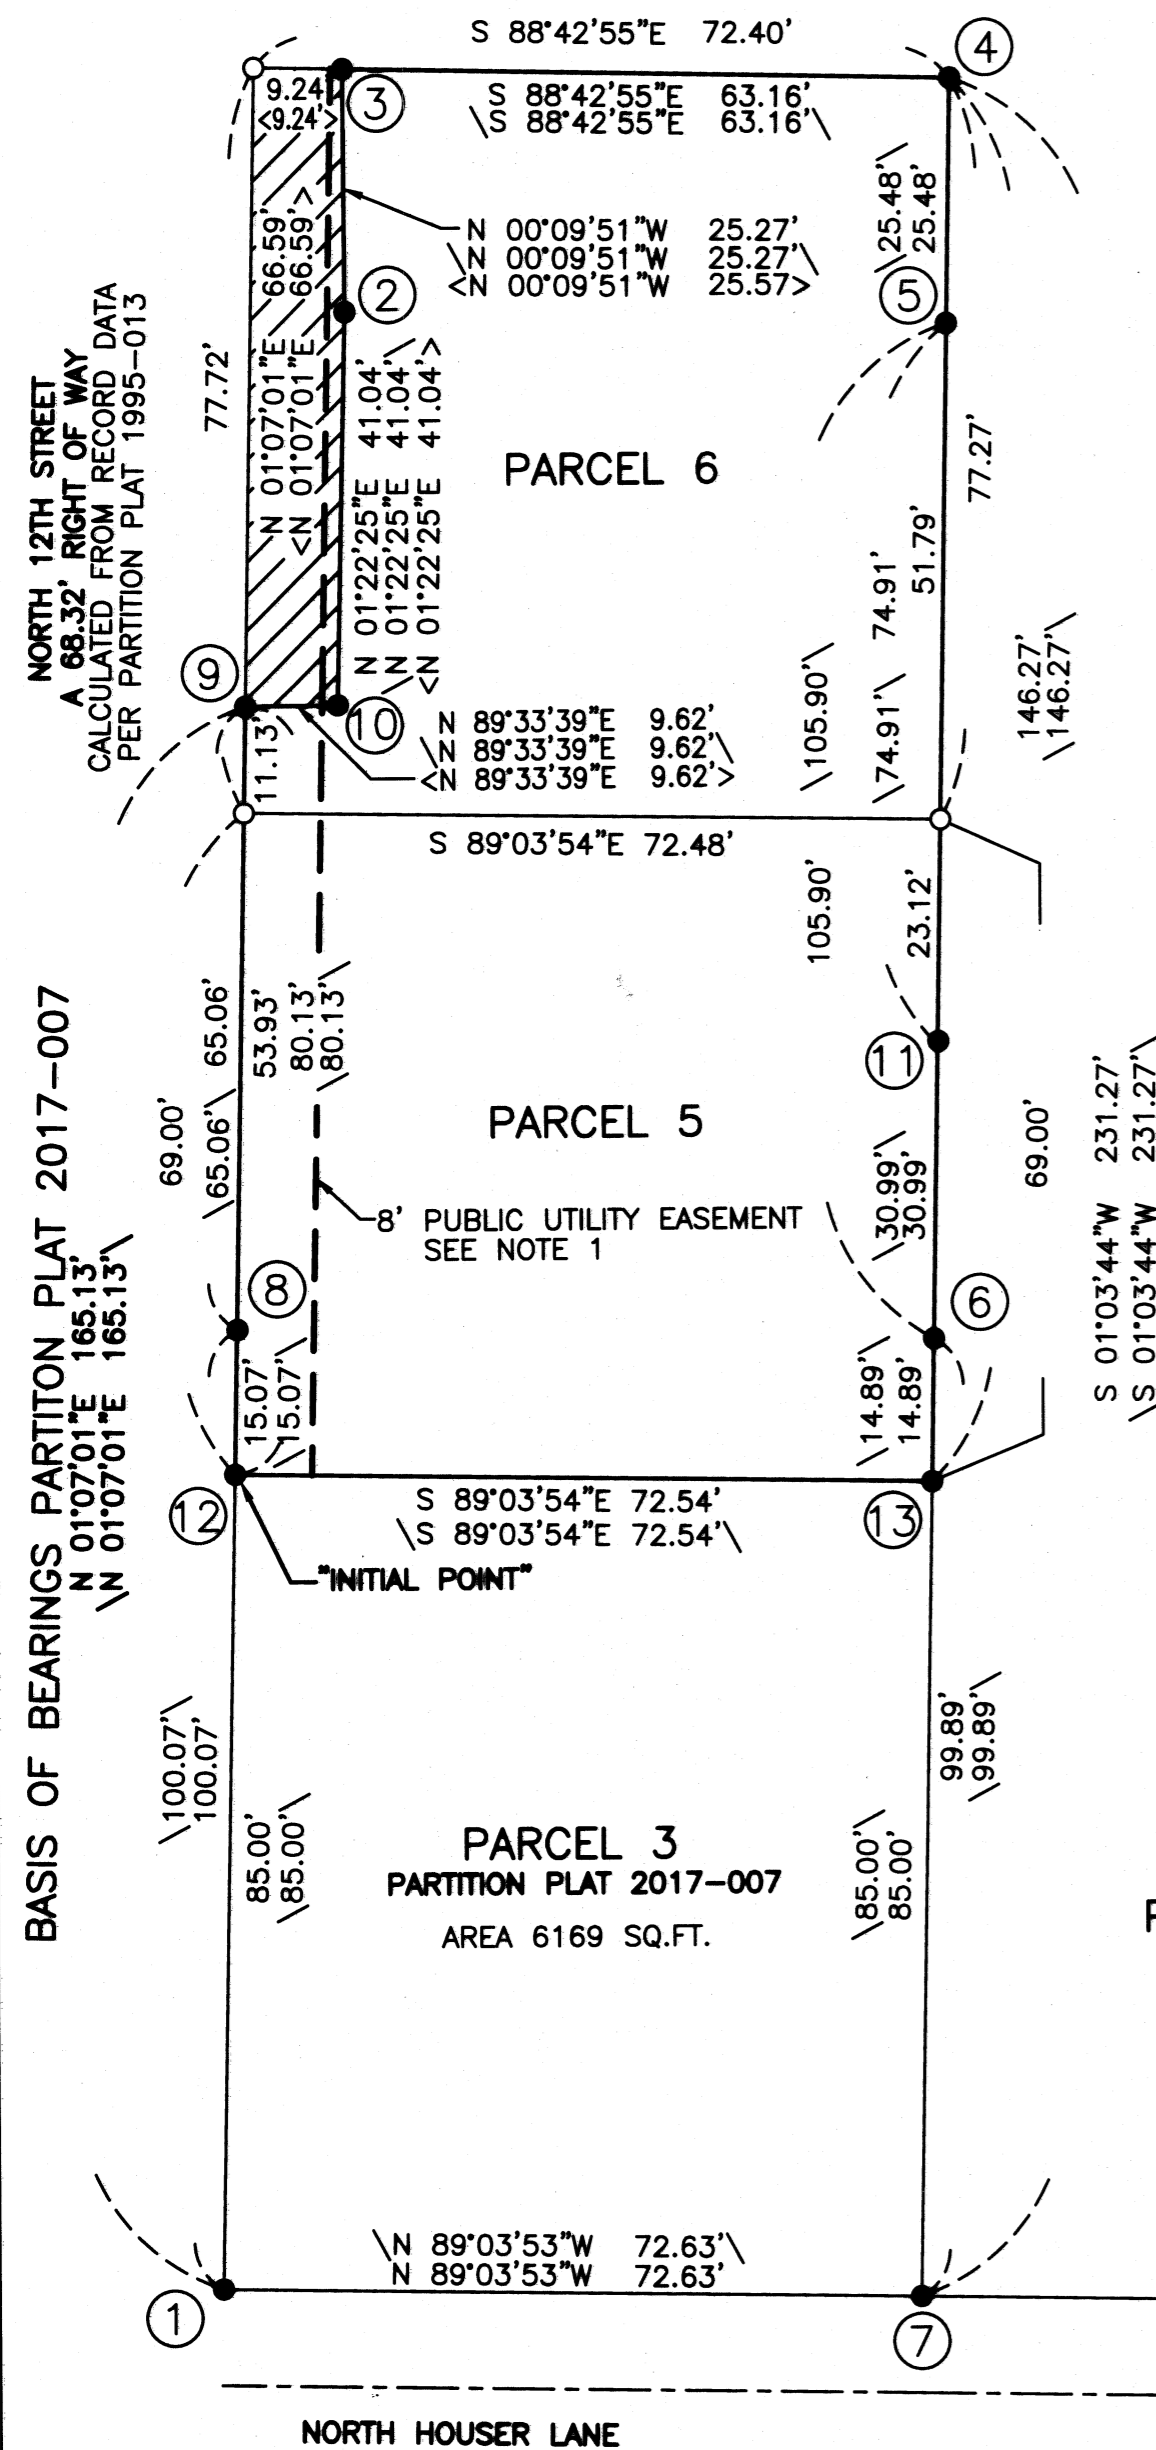 S 88°42'55"E 72.40'
4
9.24'
<9.24'>
3
S 88°42'55"E 63.16'
\S 88°42'55"E 63.16'\
\25.48'\
25.48'
N 00°09'51"W 25.27'
\N 00°09'51"W 25.27'\
<N 00°09'51"W 25.57>
2
5
N 01°07'01"E 66.59'
<N 01°07'01"E 66.59'>
77.72'
NORTH 12TH STREET
A 68.32' RIGHT OF WAY
CALCULATED FROM RECORD DATA
PER PARTITION PLAT 1995-013
N 01°22'25"E 41.04'
\N 01°22'25"E 41.04'\
<N 01°22'25"E 41.04'>
PARCEL 6
77.27'
51.79'
74.91'
\74.91'\
\105.90'\
146.27'
\146.27'\
9
10
11.13'
N 89°33'39"E 9.62'
\N 89°33'39"E 9.62'\
<N 89°33'39"E 9.62'>
S 89°03'54"E 72.48'
105.90'
23.12'
11
69.00'
65.06'
\65.06'\
53.93'
80.13'
\80.13'\
PARCEL 5
8' PUBLIC UTILITY EASEMENT
SEE NOTE 1
\30.99'\
30.99'
69.00'
S 01°03'44"W 231.27'
\S 01°03'44"W 231.27'\
BASIS OF BEARINGS PARTITON PLAT 2017-007
N 01°07'01"E 165.13'
\N 01°07'01"E 165.13'\
8
6
15.07'
\15.07'\
\14.89'\
14.89'
12
13
S 89°03'54"E 72.54'
\S 89°03'54"E 72.54'\
"INITIAL POINT"
\100.07'\
100.07'
85.00'
\85.00'\
99.89'
\99.89'\
\85.00'\
85.00'
PARCEL 3
PARTITION PLAT 2017-007
AREA 6169 SQ.FT.
\N 89°03'53"W 72.63'\
N 89°03'53"W 72.63'
1
7
NORTH HOUSER LANE